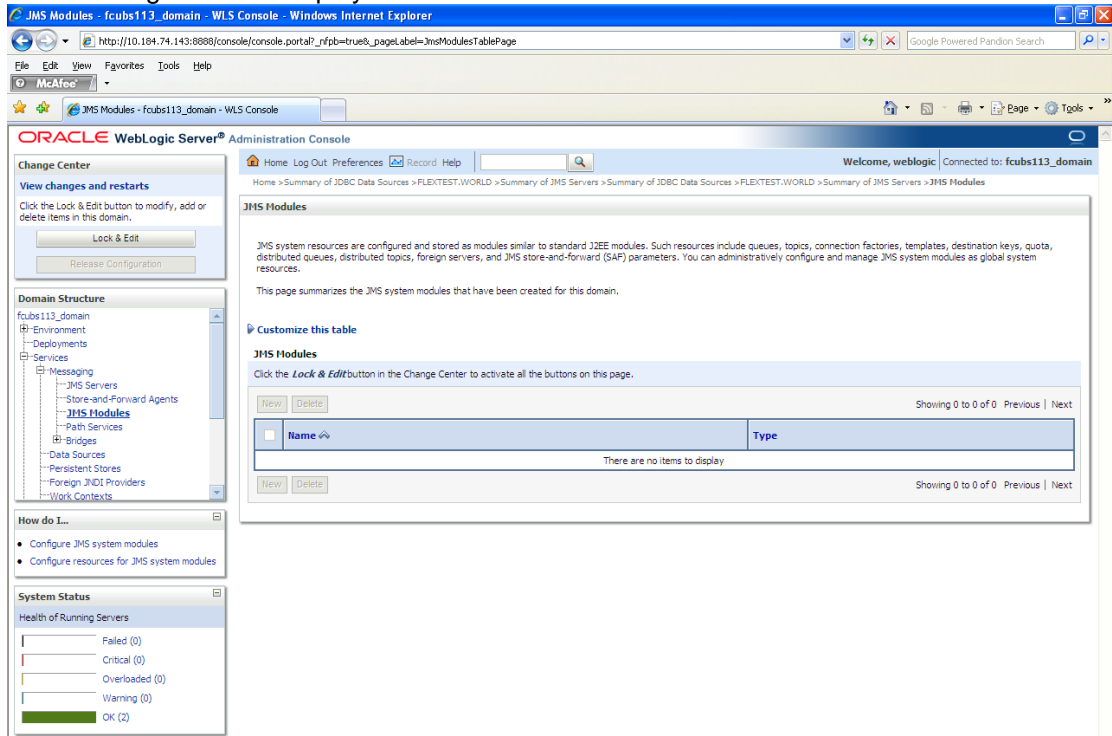 JMS Modules - fcubs113_domain - WLS Console - Windows Internet Explorer
http://10.184.74.143:8888/console/console.portal?_nfpb=true&_pageLabel=JmsModulesTablePage
Google Powered Pandion Search
File Edit View Favorites Tools Help
McAfee
JMS Modules - fcubs113_domain - WLS Console
Page Tools
ORACLE WebLogic Server® Administration Console
Change Center
View changes and restarts
Click the Lock & Edit button to modify, add or
delete items in this domain.
Lock & Edit
Release Configuration
Domain Structure
fcubs113_domain
Environment
Deployments
Services
Messaging
JMS Servers
Store-and-Forward Agents
JMS Modules
Path Services
Bridges
Data Sources
Persistent Stores
Foreign JNDI Providers
Work Contexts
How do I...
Configure JMS system modules
Configure resources for JMS system modules
System Status
Health of Running Servers
Failed (0)
Critical (0)
Overloaded (0)
Warning (0)
OK (2)
Home Log Out Preferences Record Help
Welcome, weblogic Connected to: fcubs113_domain
Home >Summary of JDBC Data Sources >FLEXTEST.WORLD >Summary of JMS Servers >Summary of JDBC Data Sources >FLEXTEST.WORLD >Summary of JMS Servers >JMS Modules
JMS Modules
JMS system resources are configured and stored as modules similar to standard J2EE modules. Such resources include queues, topics, connection factories, templates, destination keys, quota,
distributed queues, distributed topics, foreign servers, and JMS store-and-forward (SAF) parameters. You can administratively configure and manage JMS system modules as global system
resources.
This page summarizes the JMS system modules that have been created for this domain.
Customize this table
JMS Modules
Click the Lock & Edit button in the Change Center to activate all the buttons on this page.
New Delete
Showing 0 to 0 of 0 Previous | Next
Name Type
There are no items to display
New Delete
Showing 0 to 0 of 0 Previous | Next